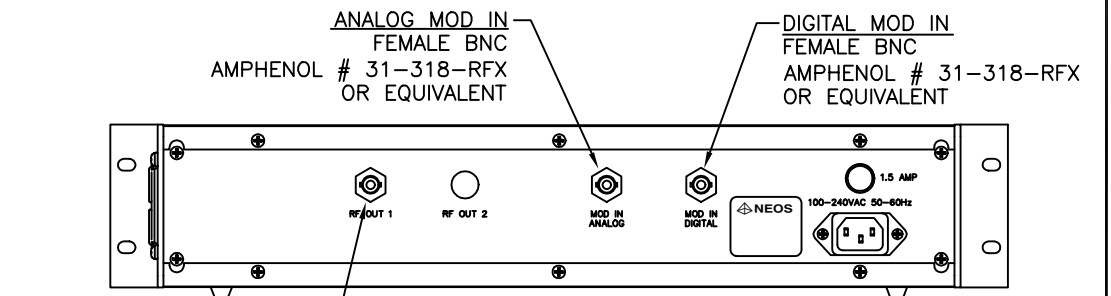 ANALOG MOD IN
FEMALE BNC
AMPHENOL # 31-318-RFX
OR EQUIVALENT
DIGITAL MOD IN
FEMALE BNC
AMPHENOL # 31-318-RFX
OR EQUIVALENT
RF OUT 1
RF OUT 2
MOD IN
ANALOG
MOD IN
DIGITAL
NEOS
1.5 AMP
100-240VAC 50-60Hz